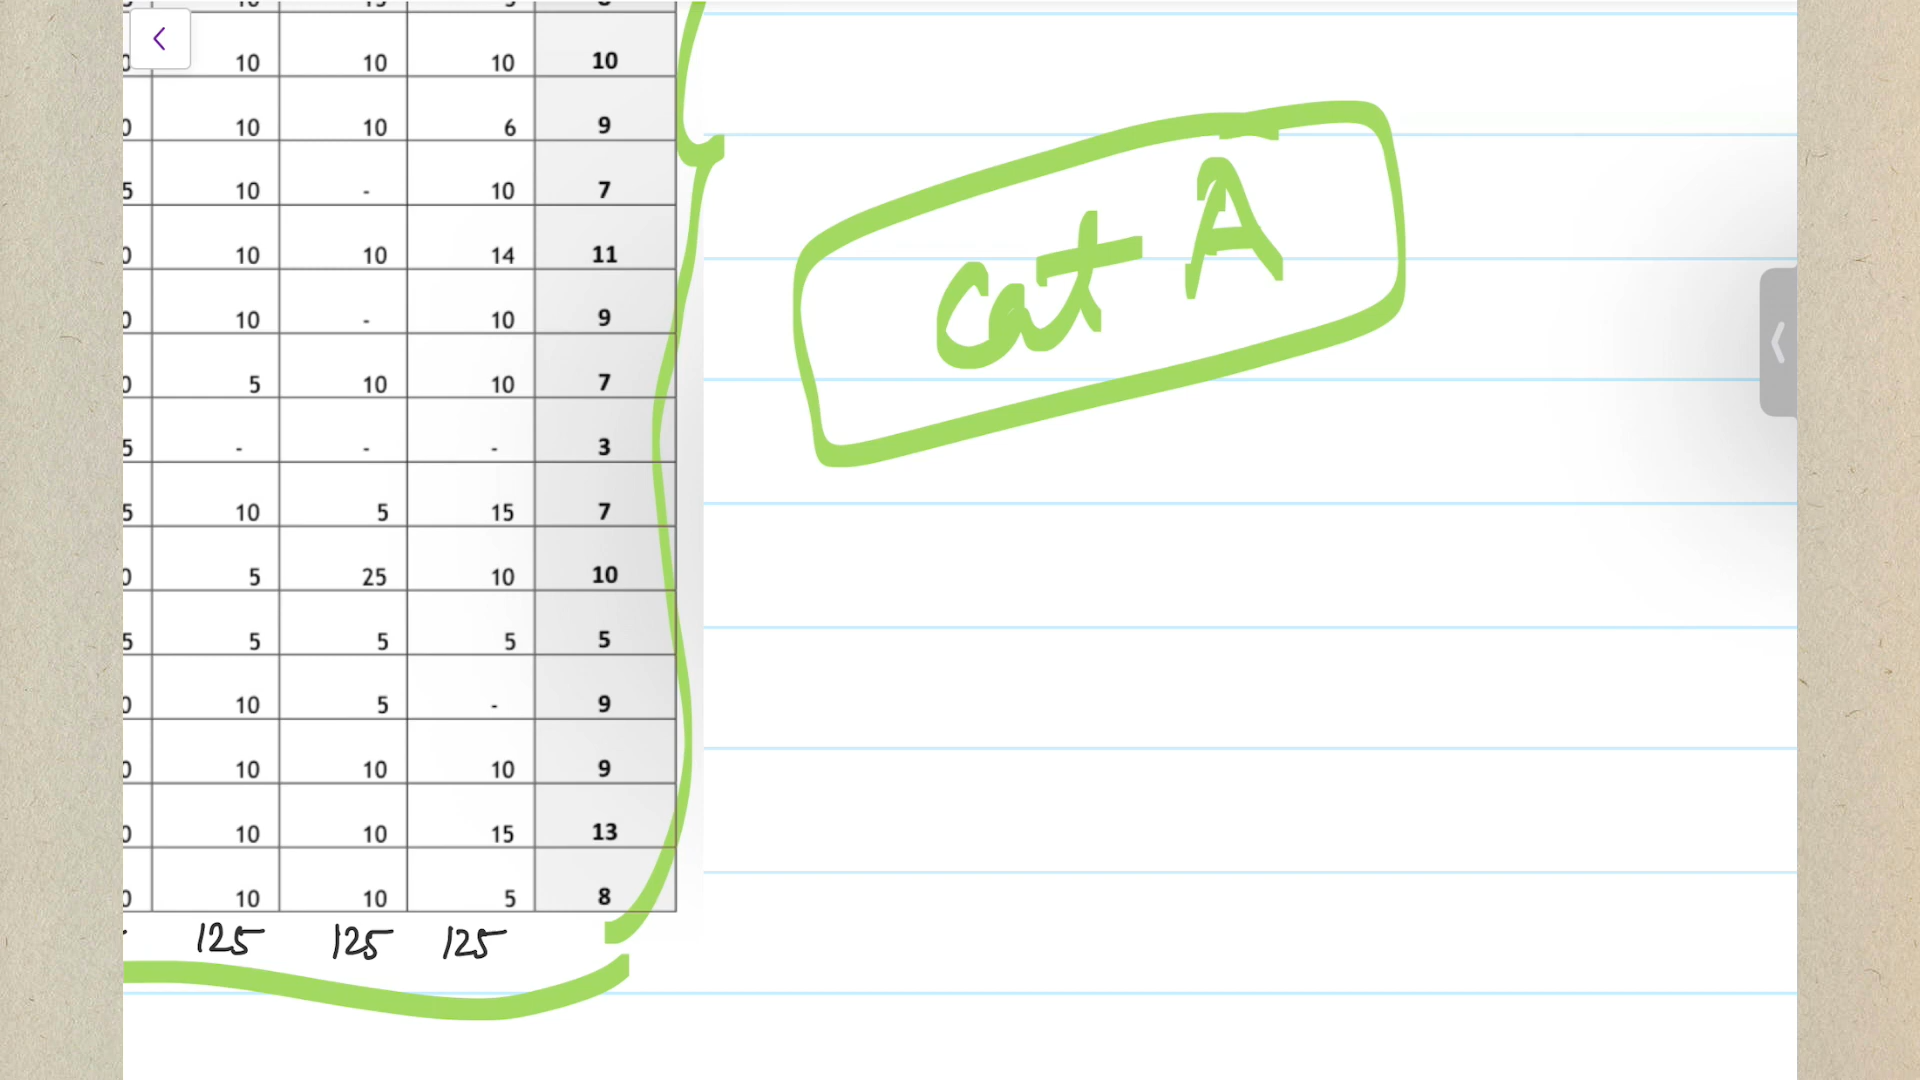 10 10 10 10
10 10 6 9
10 - 10 7
10 10 14 11
10 - 10 9
5 10 10 7
- - - 3
10 5 15 7
5 25 10 10
5 5 5 5
10 5 - 9
10 10 10 9
10 10 15 13
10 10 5 8
125 125 125
Cat A